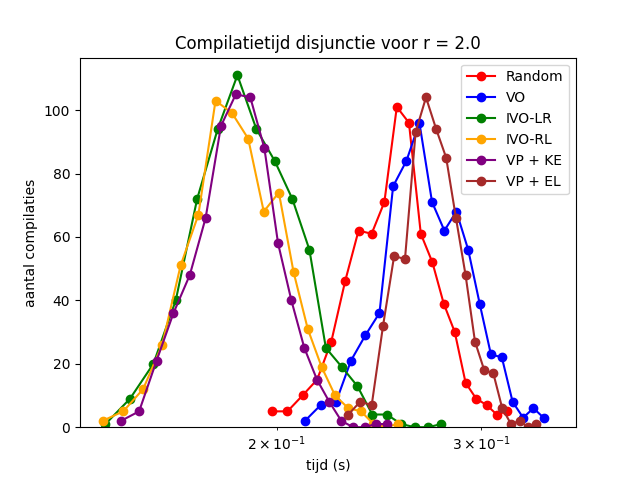 Compilatietijd disjunctie voor r = 2.0
Random
VO
IVO-LR
IVO-RL
VP + KE
VP + EL
aantal compilaties
100
80
60
40
20
0
2 × 10⁻¹
3 × 10⁻¹
tijd (s)